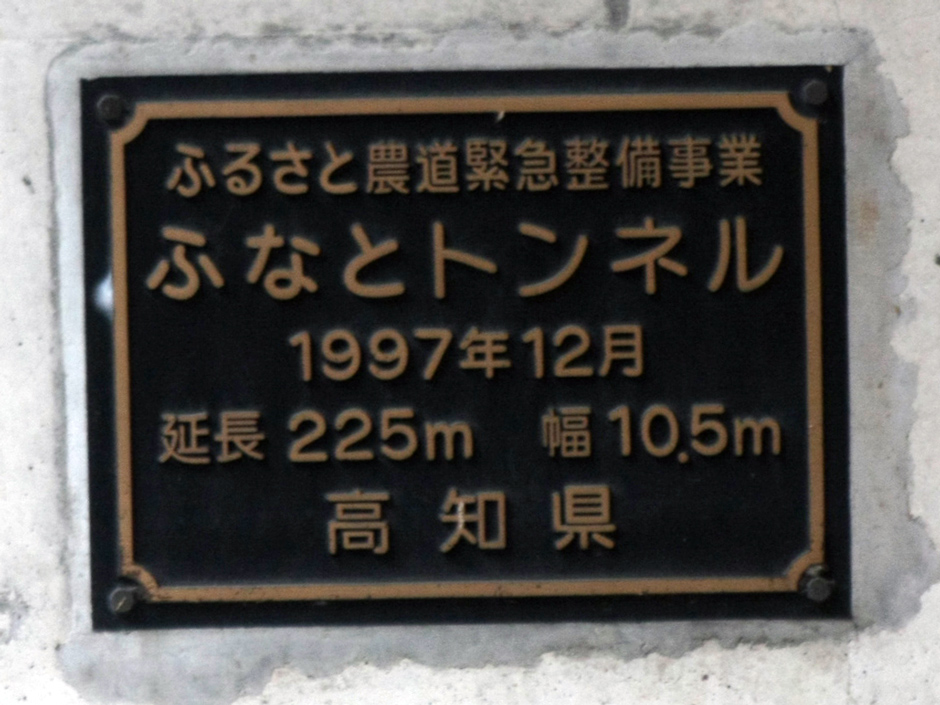 ふるさと農道緊急整備事業
ふなとトンネル
1997年12月
延長 225m 幅 10.5m
高知県